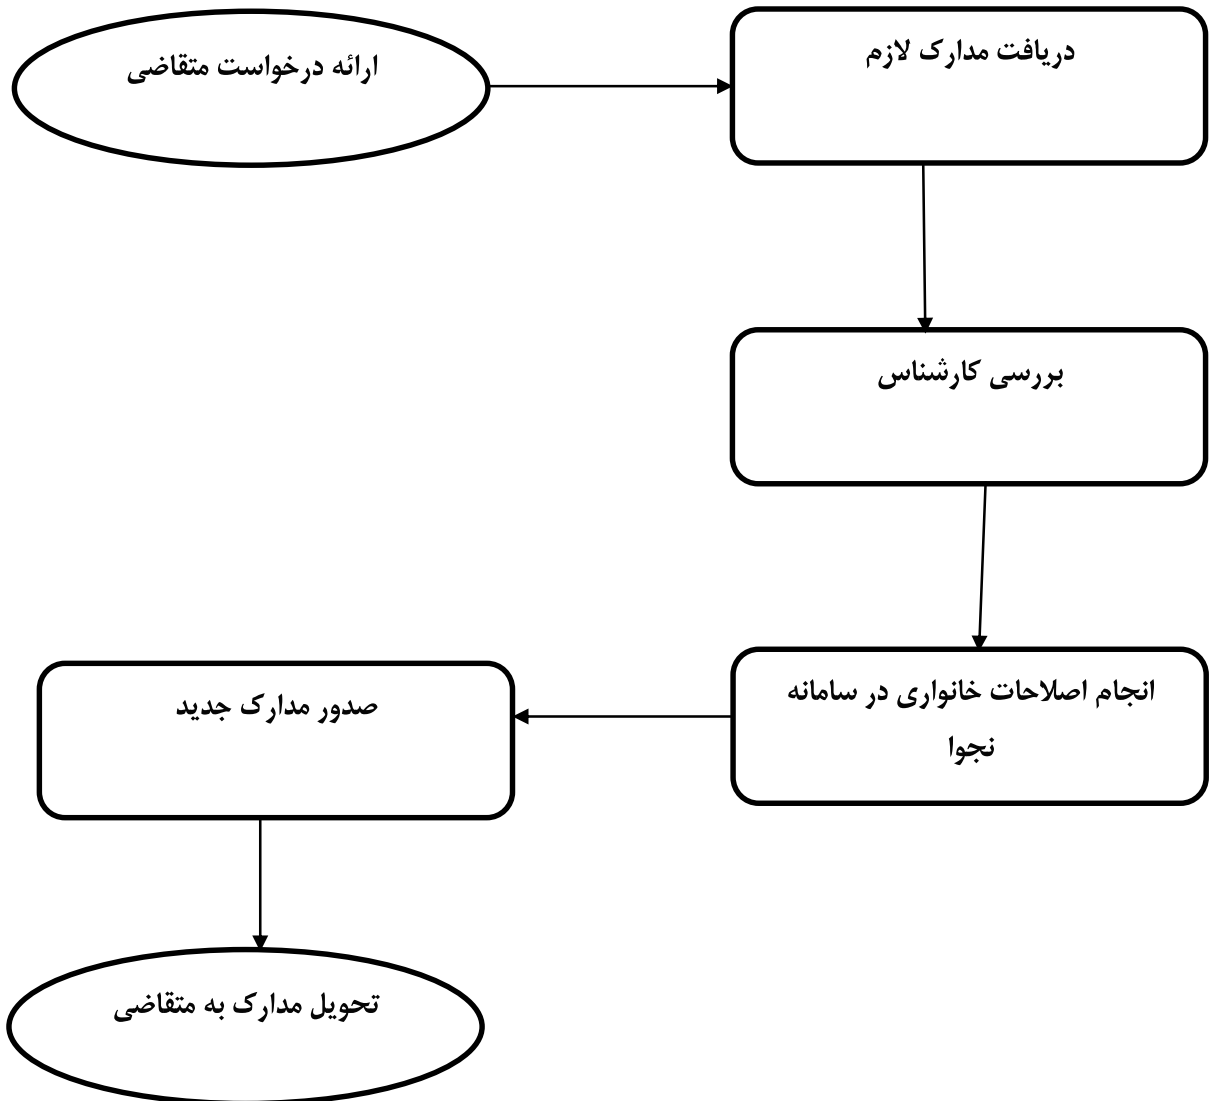 ارائه درخواست متقاضی
دریافت مدارک لازم
بررسی کارشناس
انجام اصلاحات خانواری در سامانه
نجوا
صدور مدارک جدید
تحویل مدارک به متقاضی